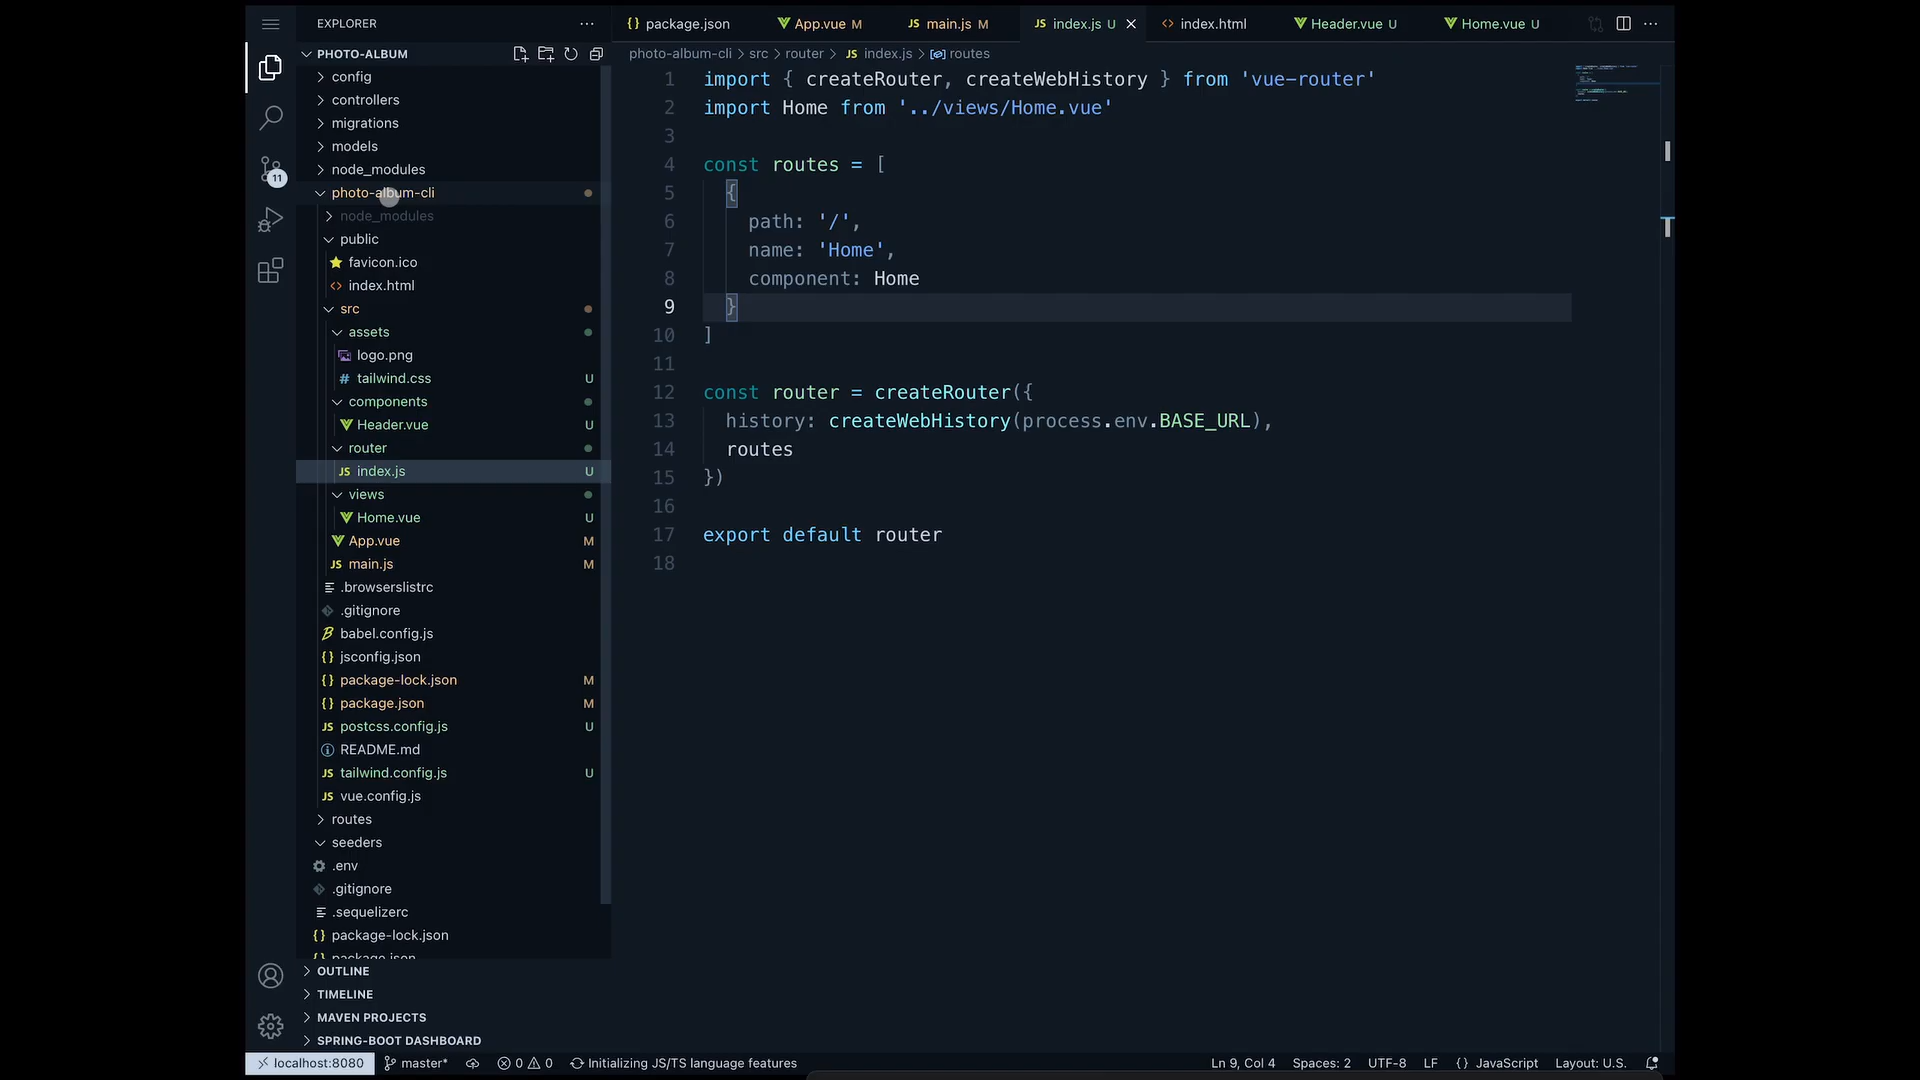 EXPLORER
PHOTO-ALBUM
config
controllers
migrations
models
node_modules
photo-album-cli
node_modules
public
favicon.ico
index.html
src
assets
logo.png
tailwind.css U
components
Header.vue U
router
index.js U
views
Home.vue U
App.vue M
main.js M
.browserslistrc
.gitignore
babel.config.js
jsconfig.json
package-lock.json M
package.json M
postcss.config.js U
README.md
tailwind.config.js U
vue.config.js
routes
seeders
.env
.gitignore
.sequelizerc
package-lock.json
package.json
OUTLINE
TIMELINE
MAVEN PROJECTS
SPRING-BOOT DASHBOARD
11
package.json App.vue M main.js M index.js U index.html Header.vue U Home.vue U
photo-album-cli > src > router > JS index.js > routes
1 import { createRouter, createWebHistory } from 'vue-router'
2 import Home from '../views/Home.vue'
3
4 const routes = [
5 {
6 path: '/',
7 name: 'Home',
8 component: Home
9 }
10 ]
11
12 const router = createRouter({
13 history: createWebHistory(process.env.BASE_URL),
14 routes
15 })
16
17 export default router
18
localhost:8080 master* 0 0 Initializing JS/TS language features Ln 9, Col 4 Spaces: 2 UTF-8 LF {} JavaScript Layout: U.S.